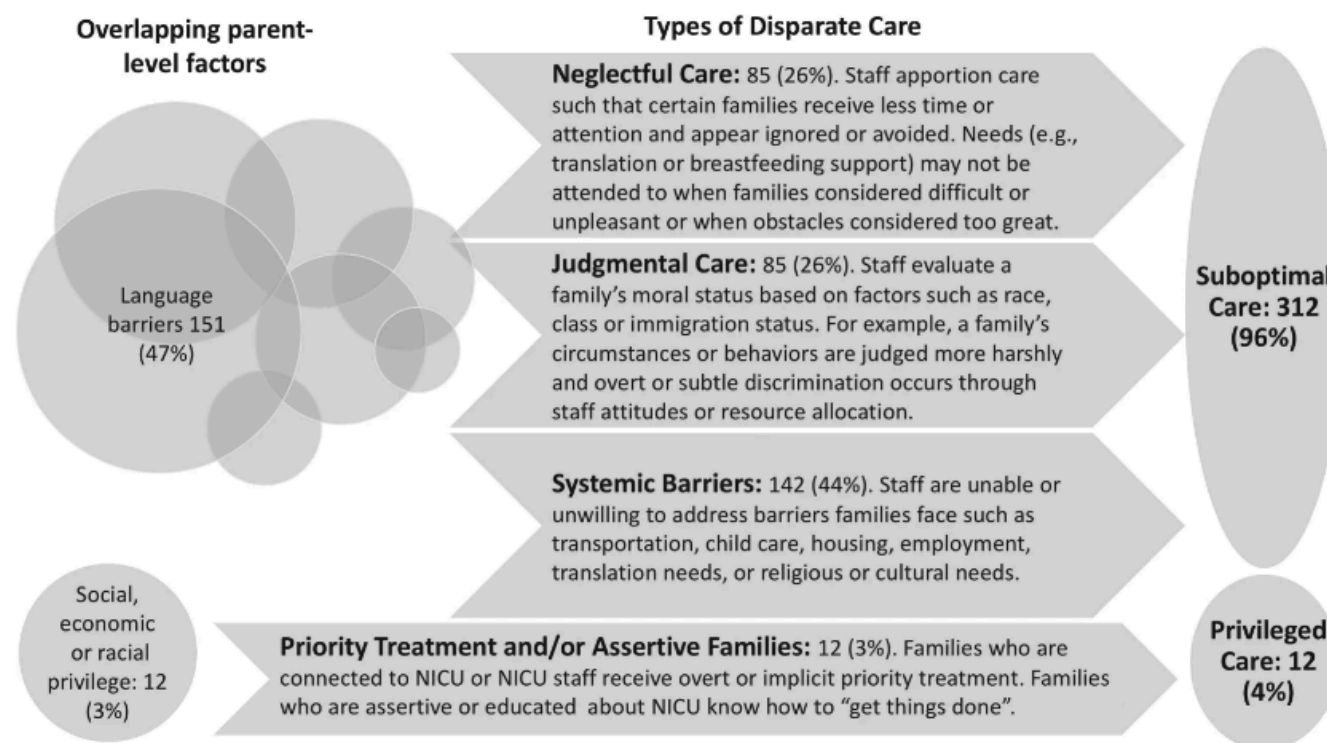 Overlapping parent-
level factors
Language
barriers 151
(47%)
Social,
economic
or racial
privilege: 12
(3%)
Types of Disparate Care
Neglectful Care: 85 (26%). Staff apportion care
such that certain families receive less time or
attention and appear ignored or avoided. Needs (e.g.,
translation or breastfeeding support) may not be
attended to when families considered difficult or
unpleasant or when obstacles considered too great.
Judgmental Care: 85 (26%). Staff evaluate a
family's moral status based on factors such as race,
class or immigration status. For example, a family's
circumstances or behaviors are judged more harshly
and overt or subtle discrimination occurs through
staff attitudes or resource allocation.
Systemic Barriers: 142 (44%). Staff are unable or
unwilling to address barriers families face such as
transportation, child care, housing, employment,
translation needs, or religious or cultural needs.
Priority Treatment and/or Assertive Families: 12 (3%). Families who are
connected to NICU or NICU staff receive overt or implicit priority treatment. Families
who are assertive or educated about NICU know how to “get things done”.
Suboptimal
Care: 312
(96%)
Privileged
Care: 12
(4%)